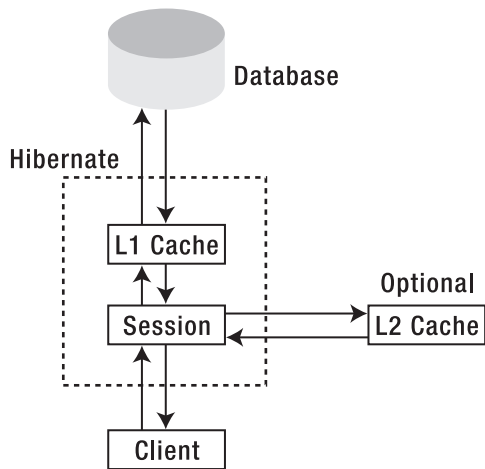 Database
Hibernate
L1 Cache
Optional
Session
L2 Cache
Client